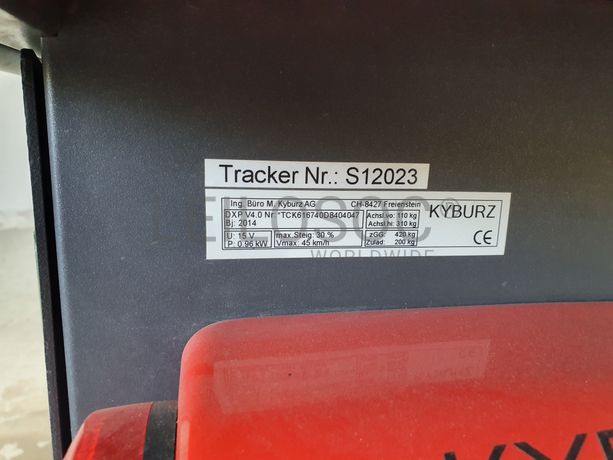 Tracker Nr.: S12023
Ing. Büro M. Kyburz AG CH-8427 Freienstein
DXP V4.0 Nr *TCK616740D8404047 Achsl vo: 110 kg
Bj: 2014 Achsl hi: 310 kg
KYBURZ
U: 15 V max.Steig: 30 % zGG: 420 kg
P: 0.96 kW Vmax: 45 km/h Zulad: 200 kg
CE
WORLDWIDE
KY